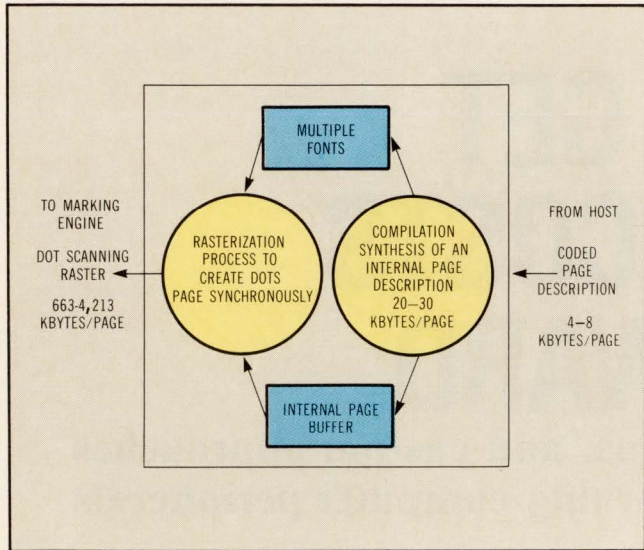 MULTIPLE
FONTS
TO MARKING
ENGINE
DOT SCANNING
RASTER
663-4,213
KBYTES/PAGE
RASTERIZATION
PROCESS TO
CREATE DOTS
PAGE SYNCHRONOUSLY
COMPILATION
SYNTHESIS OF AN
INTERNAL PAGE
DESCRIPTION
20—30
KBYTES/PAGE
FROM HOST
CODED
PAGE
DESCRIPTION
4—8
KBYTES/PAGE
INTERNAL PAGE
BUFFER